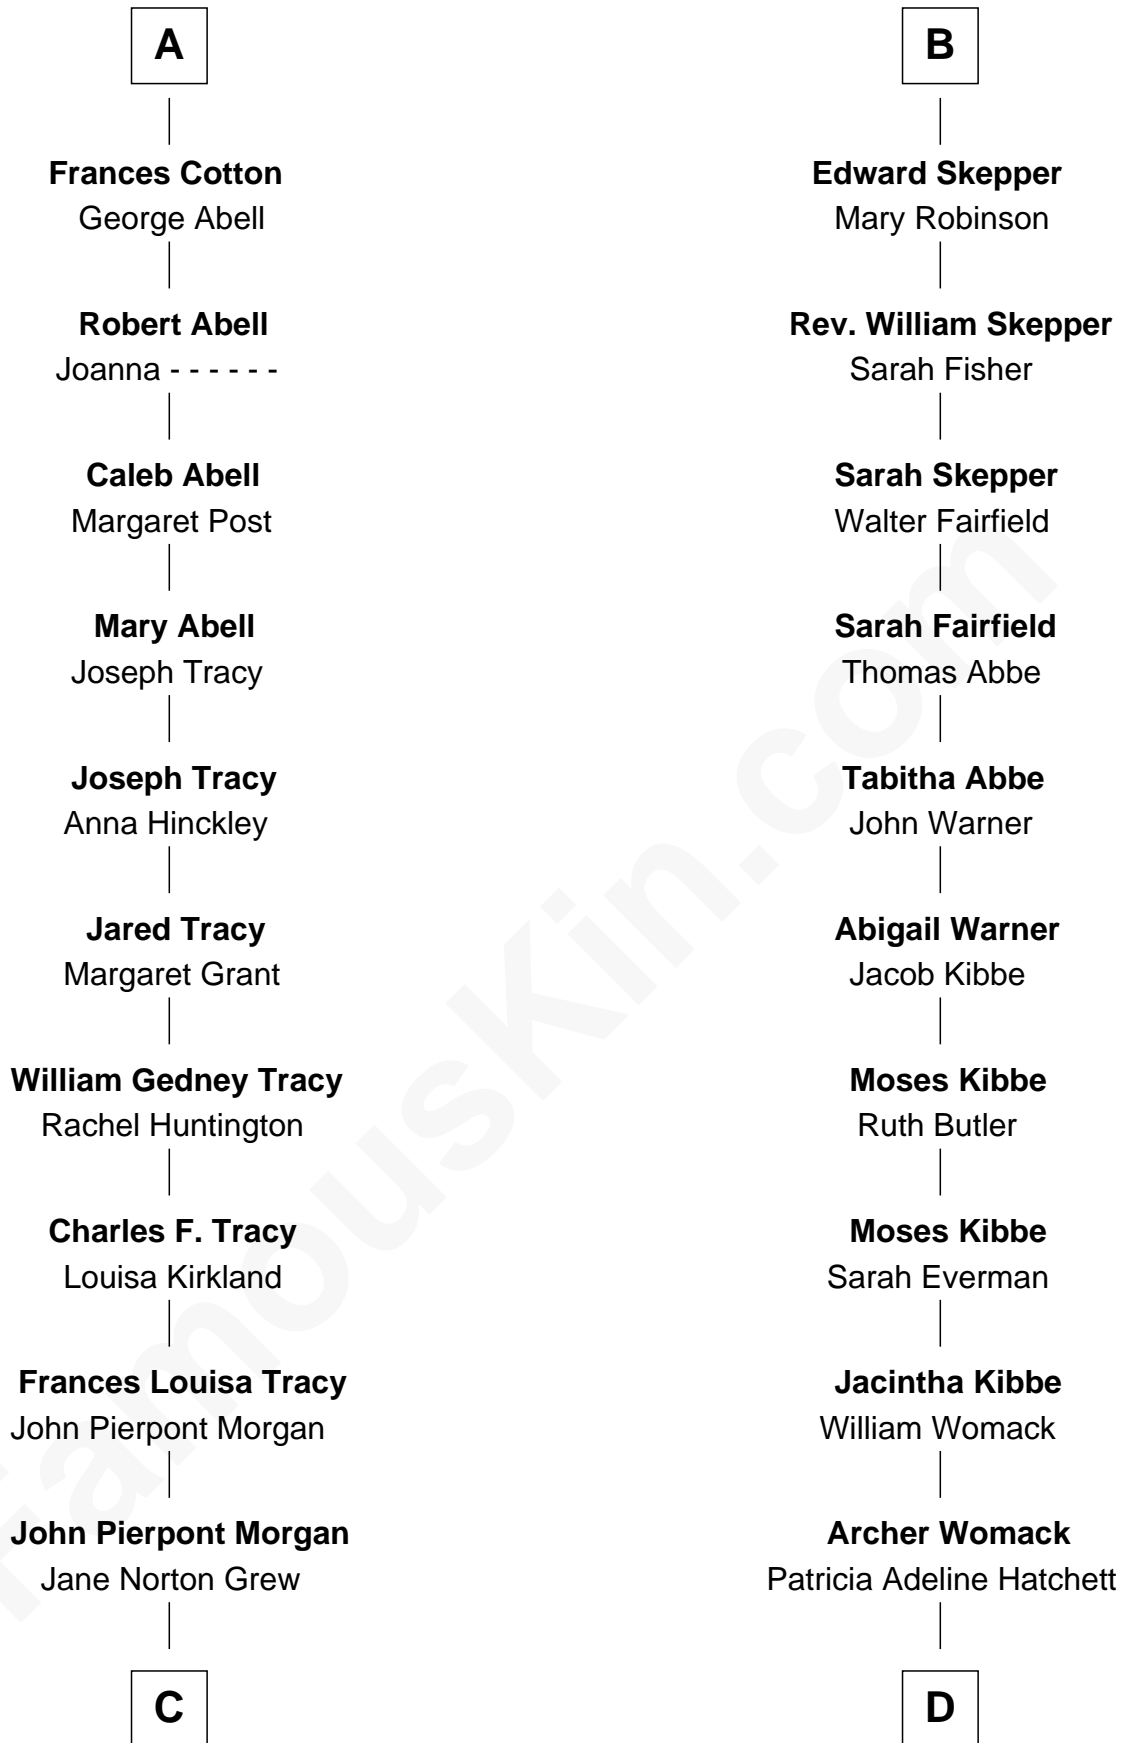 A
Frances Cotton
George Abell
Robert Abell
Joanna - - - - - -
Caleb Abell
Margaret Post
Mary Abell
Joseph Tracy
Joseph Tracy
Anna Hinckley
Jared Tracy
Margaret Grant
William Gedney Tracy
Rachel Huntington
Charles F. Tracy
Louisa Kirkland
Frances Louisa Tracy
John Pierpont Morgan
John Pierpont Morgan
Jane Norton Grew
C
B
Edward Skepper
Mary Robinson
Rev. William Skepper
Sarah Fisher
Sarah Skepper
Walter Fairfield
Sarah Fairfield
Thomas Abbe
Tabitha Abbe
John Warner
Abigail Warner
Jacob Kibbe
Moses Kibbe
Ruth Butler
Moses Kibbe
Sarah Everman
Jacintha Kibbe
William Womack
Archer Womack
Patricia Adeline Hatchett
D
FamousKin.com